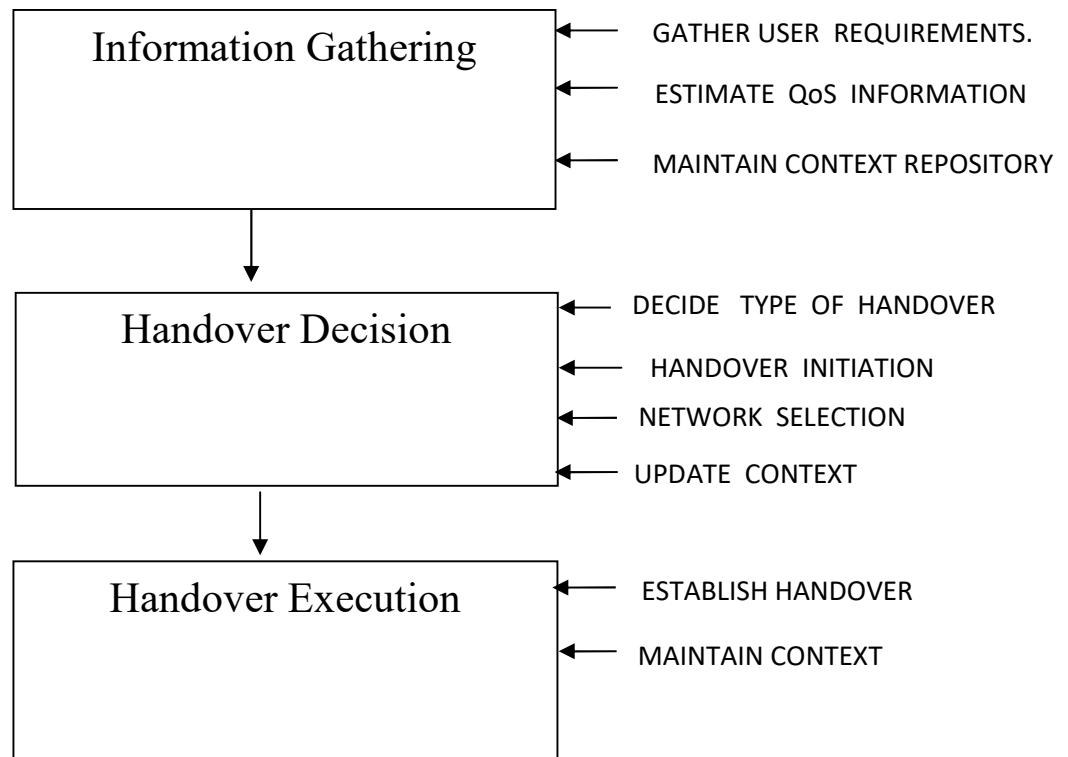 Information Gathering
GATHER USER REQUIREMENTS.
ESTIMATE QoS INFORMATION
MAINTAIN CONTEXT REPOSITORY
Handover Decision
DECIDE TYPE OF HANDOVER
HANDOVER INITIATION
NETWORK SELECTION
UPDATE CONTEXT
Handover Execution
ESTABLISH HANDOVER
MAINTAIN CONTEXT